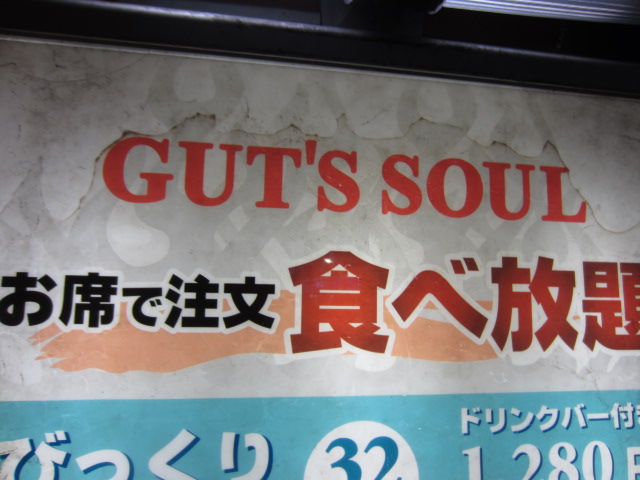 GUT'S SOUL
お席で注文 食べ放題
ドリンクバー付き
びっくり 32 1,280円